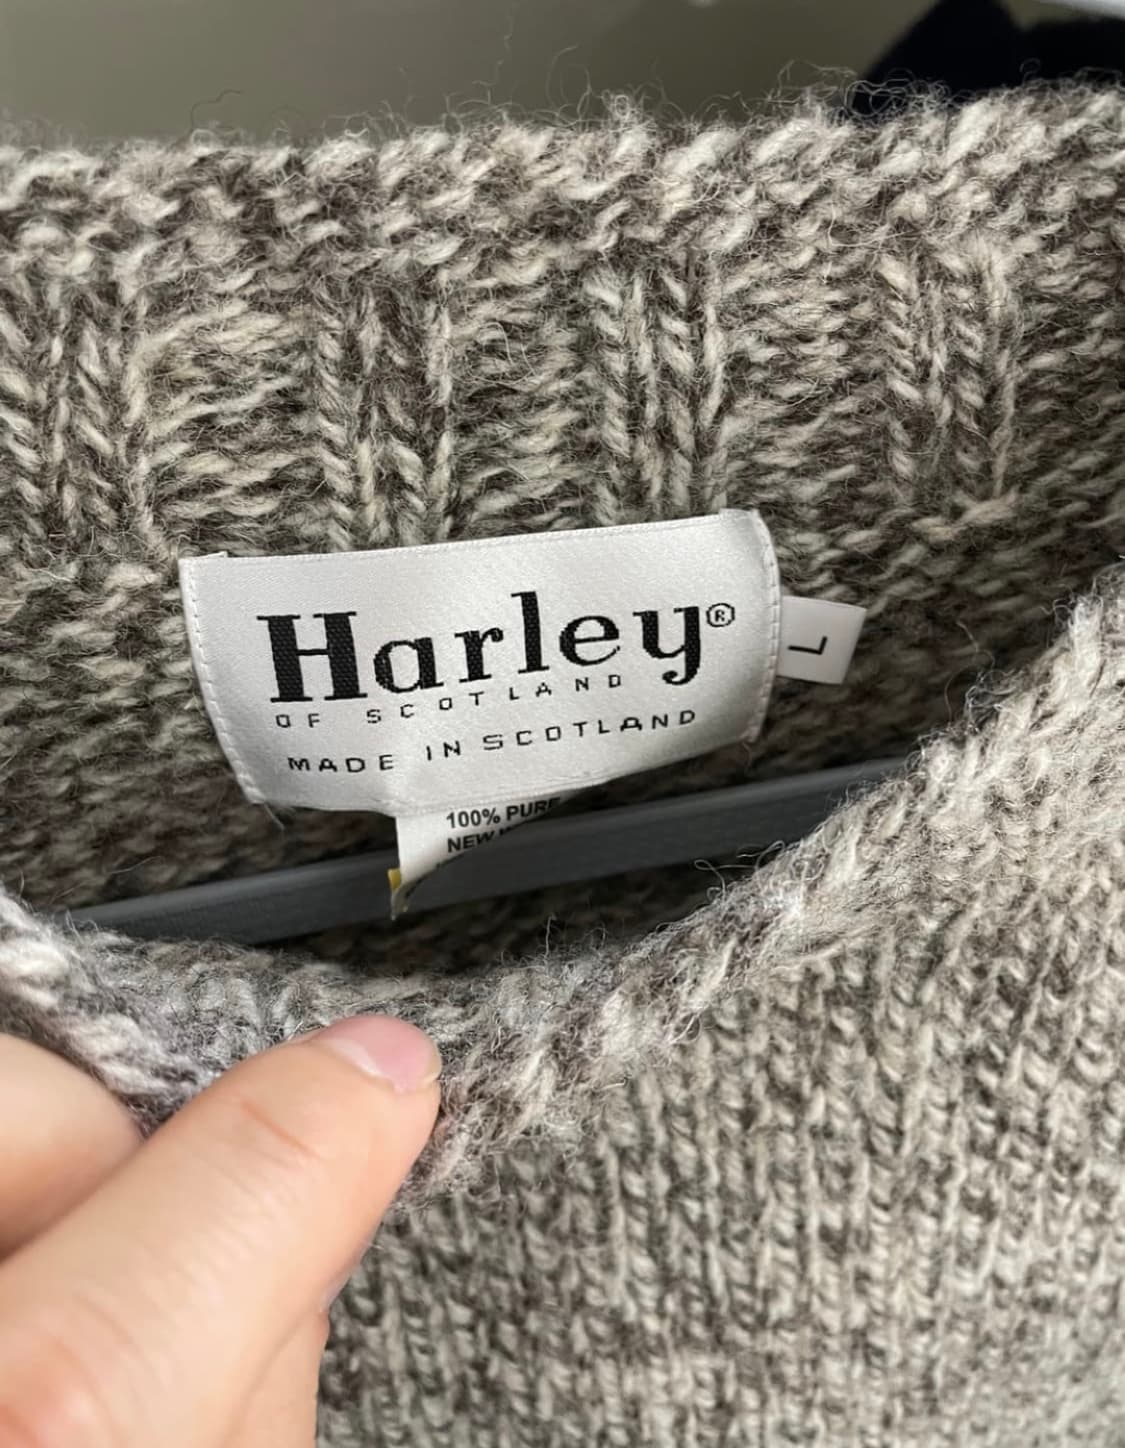 Harley®
OF SCOTLAND
MADE IN SCOTLAND
L
100% PURE
NEW